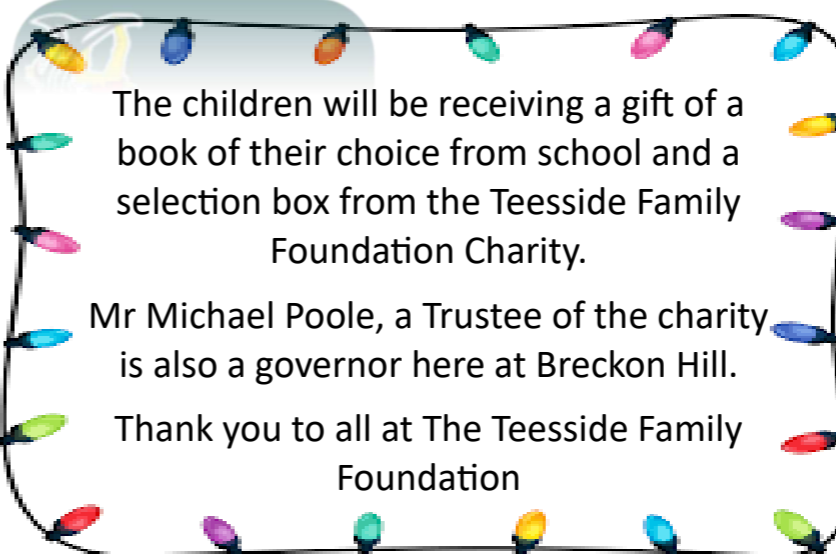 The children will be receiving a gift of a
book of their choice from school and a
selection box from the Teesside Family
Foundation Charity.
Mr Michael Poole, a Trustee of the charity
is also a governor here at Breckon Hill.
Thank you to all at The Teesside Family
Foundation